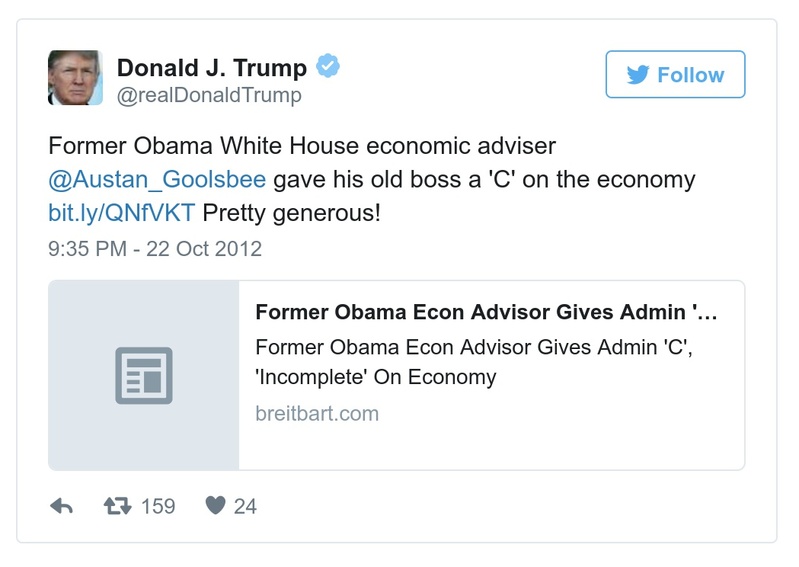 Donald J. Trump
@realDonaldTrump
Follow
Former Obama White House economic adviser
@Austan_Goolsbee gave his old boss a 'C' on the economy
bit.ly/QNfVKT Pretty generous!
9:35 PM - 22 Oct 2012
Former Obama Econ Advisor Gives Admin '...
Former Obama Econ Advisor Gives Admin 'C',
'Incomplete' On Economy
breitbart.com
159 24